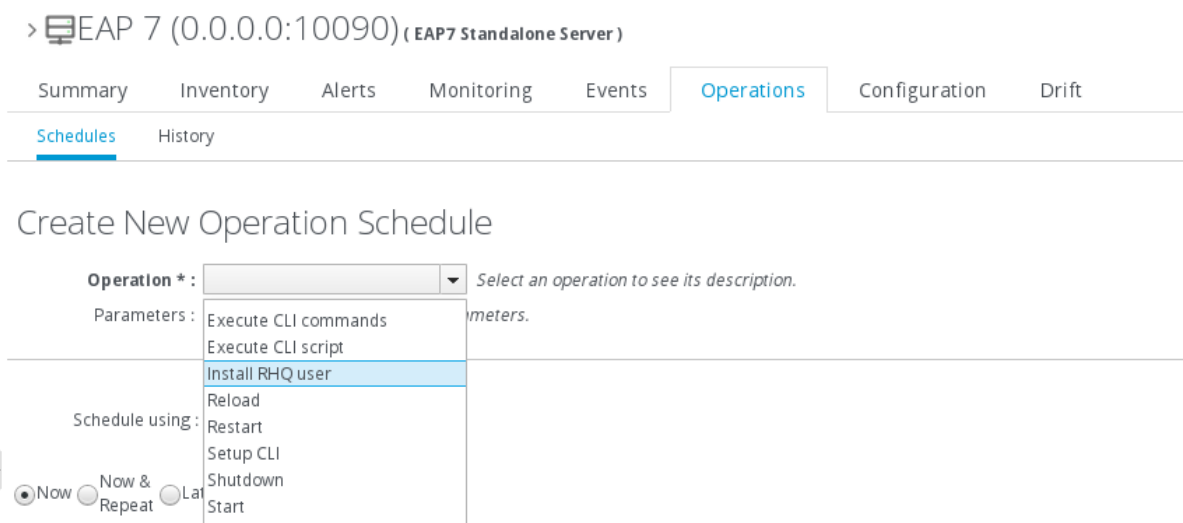 EAP 7 (0.0.0.0:10090) ( EAP7 Standalone Server )
Summary Inventory Alerts Monitoring Events Operations Configuration Drift
Schedules History
Create New Operation Schedule
Operation * : Select an operation to see its description.
Parameters : meters.
Execute CLI commands
Execute CLI script
Install RHQ user
Reload
Schedule using :
Restart
Setup CLI
Shutdown
Now Now & Repeat Lat
Start